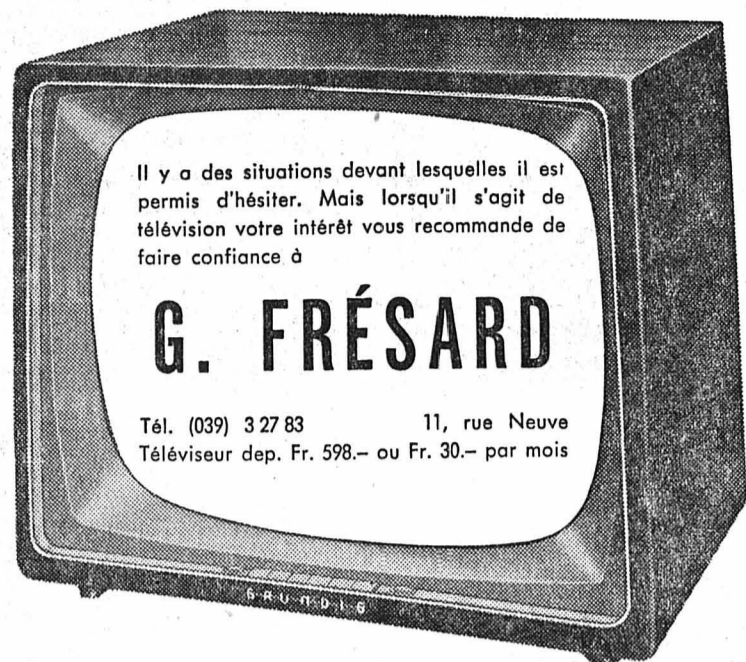 Il y a des situations devant lesquelles il est
permis d'hésiter. Mais lorsqu'il s'agit de
télévision votre intérêt vous recommande de
faire confiance à
G. FRÉSARD
Tél. (039) 3 27 83 11, rue Neuve
Téléviseur dep. Fr. 598.– ou Fr. 30.– par mois
GRUNDIG